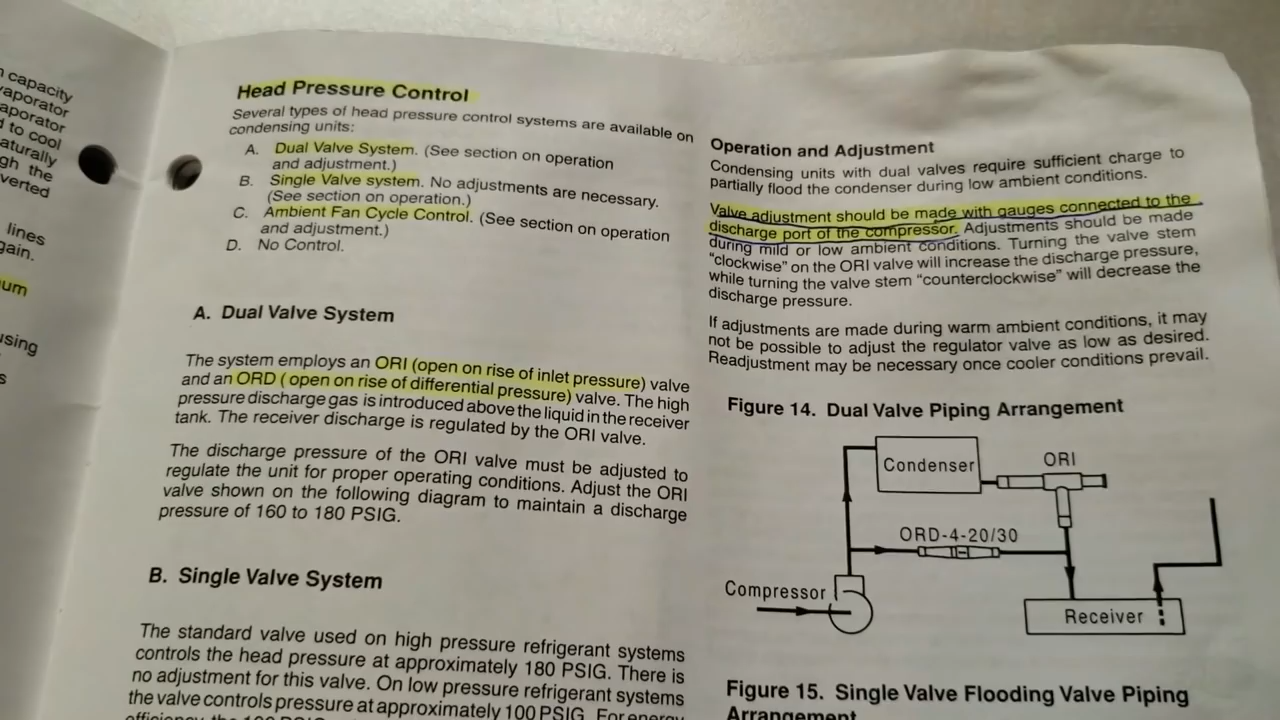 capacity
vaporator
aporator
to cool
aturally
gh the
verted
lines
gain.
um
using
s
Head Pressure Control
Several types of head pressure control systems are available on
condensing units:
A. Dual Valve System. (See section on operation
and adjustment.)
B. Single Valve system. No adjustments are necessary.
(See section on operation.)
C. Ambient Fan Cycle Control. (See section on operation
and adjustment.)
D. No Control.
A. Dual Valve System
The system employs an ORI (open on rise of inlet pressure) valve
and an ORD ( open on rise of differential pressure) valve. The high
pressure discharge gas is introduced above the liquid in the receiver
tank. The receiver discharge is regulated by the ORI valve.
The discharge pressure of the ORI valve must be adjusted to
regulate the unit for proper operating conditions. Adjust the ORI
valve shown on the following diagram to maintain a discharge
pressure of 160 to 180 PSIG.
B. Single Valve System
The standard valve used on high pressure refrigerant systems
controls the head pressure at approximately 180 PSIG. There is
no adjustment for this valve. On low pressure refrigerant systems
the valve controls pressure at approximately 100 PSIG. For energy
Operation and Adjustment
Condensing units with dual valves require sufficient charge to
partially flood the condenser during low ambient conditions.
Valve adjustment should be made with gauges connected to the
discharge port of the compressor. Adjustments should be made
during mild or low ambient conditions. Turning the valve stem
"clockwise" on the ORI valve will increase the discharge pressure,
while turning the valve stem "counterclockwise" will decrease the
discharge pressure.
If adjustments are made during warm ambient conditions, it may
not be possible to adjust the regulator valve as low as desired.
Readjustment may be necessary once cooler conditions prevail.
Figure 14. Dual Valve Piping Arrangement
Condenser
ORI
ORD-4-20/30
Compressor
Receiver
Figure 15. Single Valve Flooding Valve Piping
Arrangement